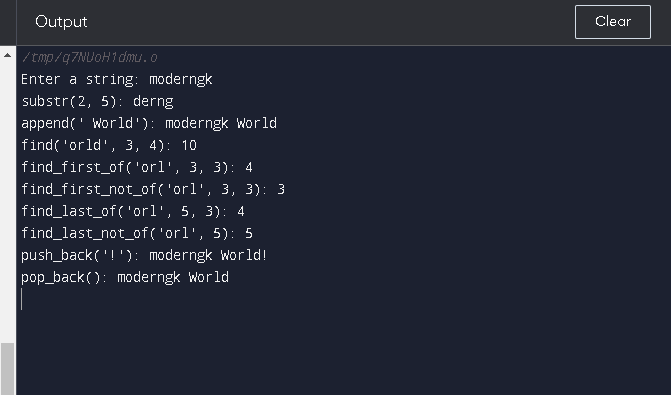 Output
Clear
/tmp/q7NUoH1dmu.o
Enter a string: moderngk
substr(2, 5): derng
append(' World'): moderngk World
find('orld', 3, 4): 10
find_first_of('orl', 3, 3): 4
find_first_not_of('orl', 3, 3): 3
find_last_of('orl', 5, 3): 4
find_last_not_of('orl', 5): 5
push_back('!'): moderngk World!
pop_back(): moderngk World